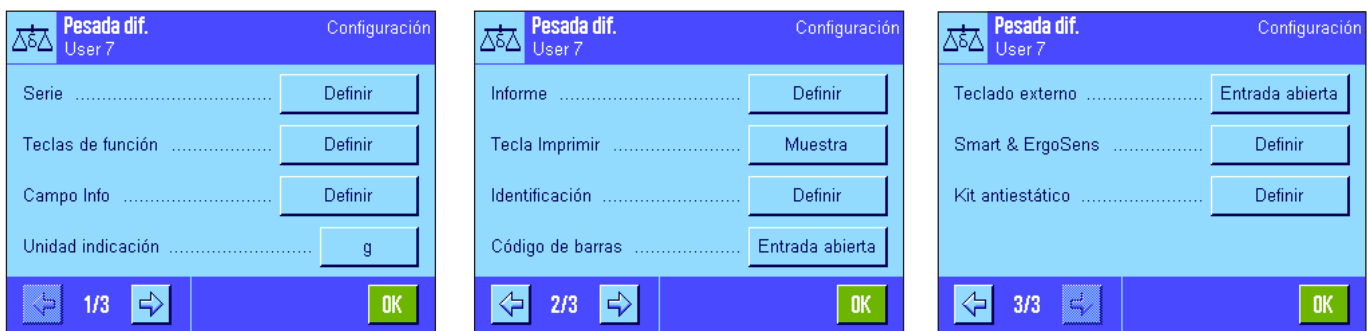 Pesada dif.
User 7
Configuración
Serie ................................... Definir
Teclas de función .................. Definir
Campo Info ........................... Definir
Unidad indicación ......................... g
1/3
OK
Pesada dif.
User 7
Configuración
Informe ................................ Definir
Tecla Imprimir ........................ Muestra
Identificación ......................... Definir
Código de barras .................. Entrada abierta
2/3
OK
Pesada dif.
User 7
Configuración
Teclado externo ..................... Entrada abierta
Smart & ErgoSens ................ Definir
Kit antiestático ...................... Definir
3/3
OK